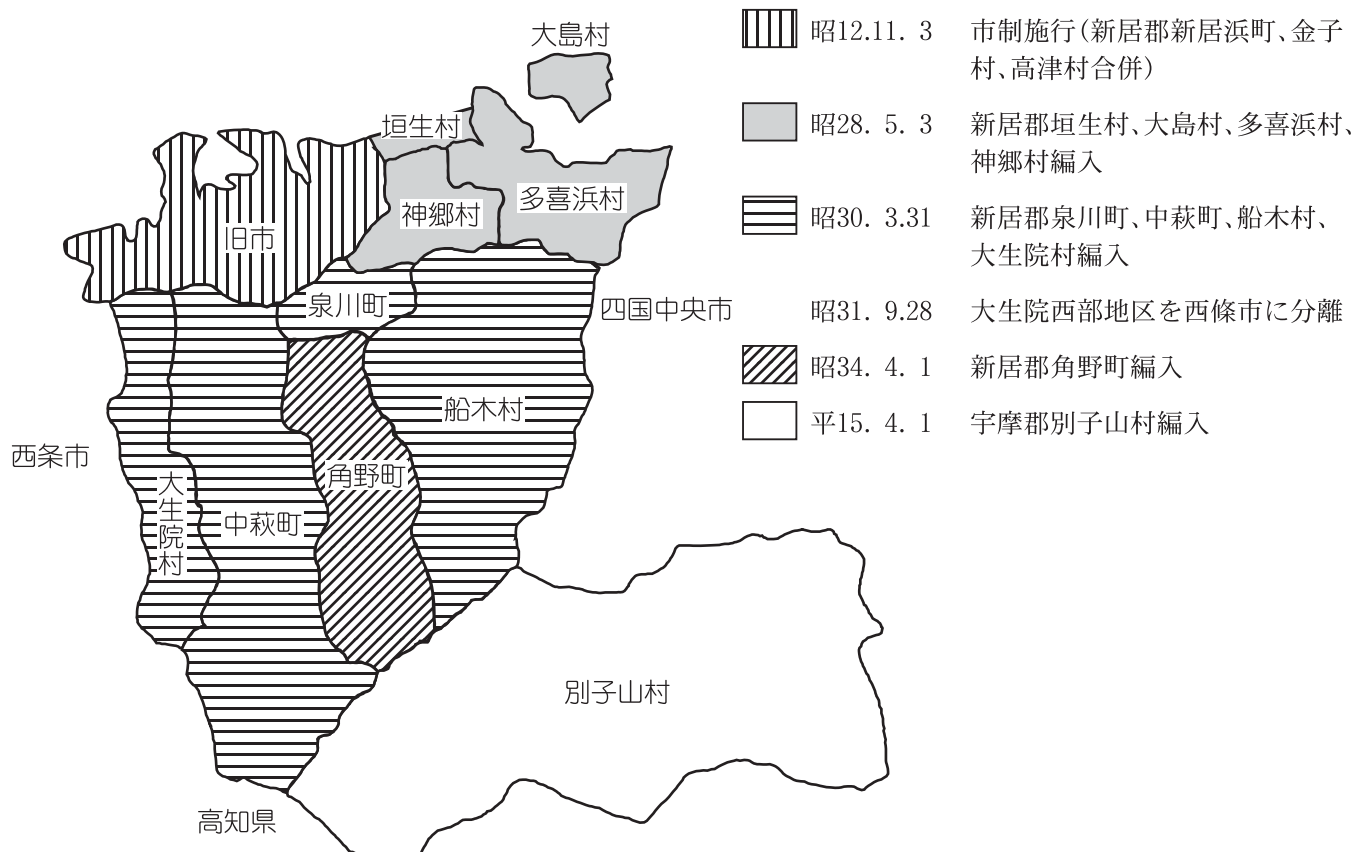 大島村
垣生村
神郷村
多喜浜村
旧市
泉川町
四国中央市
船木村
西条市
角野町
大生院村
中萩町
別子山村
高知県
昭12.11. 3 市制施行(新居郡新居浜町、金子
村、高津村合併)
昭28. 5. 3 新居郡垣生村、大島村、多喜浜村、
神郷村編入
昭30. 3.31 新居郡泉川町、中萩町、船木村、
大生院村編入
昭31. 9.28 大生院西部地区を西條市に分離
昭34. 4. 1 新居郡角野町編入
平15. 4. 1 宇摩郡別子山村編入